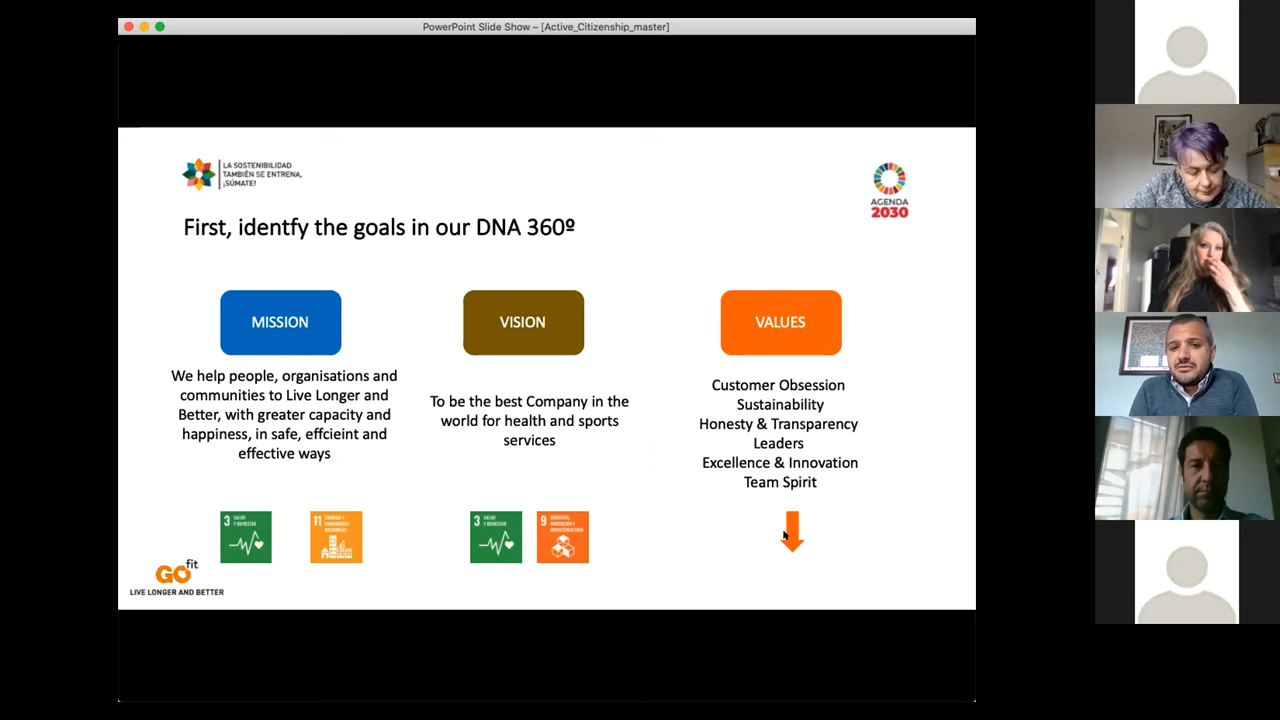 PowerPoint Slide Show – [Active_Citizenship_master]
LA SOSTENIBILIDAD
TAMBIÉN SE ENTRENA,
¡SÚMATE!
AGENDA
2030
First, identfy the goals in our DNA 360º
MISSION
We help people, organisations and
communities to Live Longer and
Better, with greater capacity and
happiness, in safe, effcieint and
effective ways
VISION
To be the best Company in the
world for health and sports
services
VALUES
Customer Obsession
Sustainability
Honesty & Transparency
Leaders
Excellence & Innovation
Team Spirit
3 SALUD
Y BIENESTAR
11 CIUDADES Y
COMUNIDADES
SOSTENIBLES
3 SALUD
Y BIENESTAR
9 INDUSTRIA,
INNOVACIÓN E
INFRAESTRUCTURA
GO fit
LIVE LONGER AND BETTER